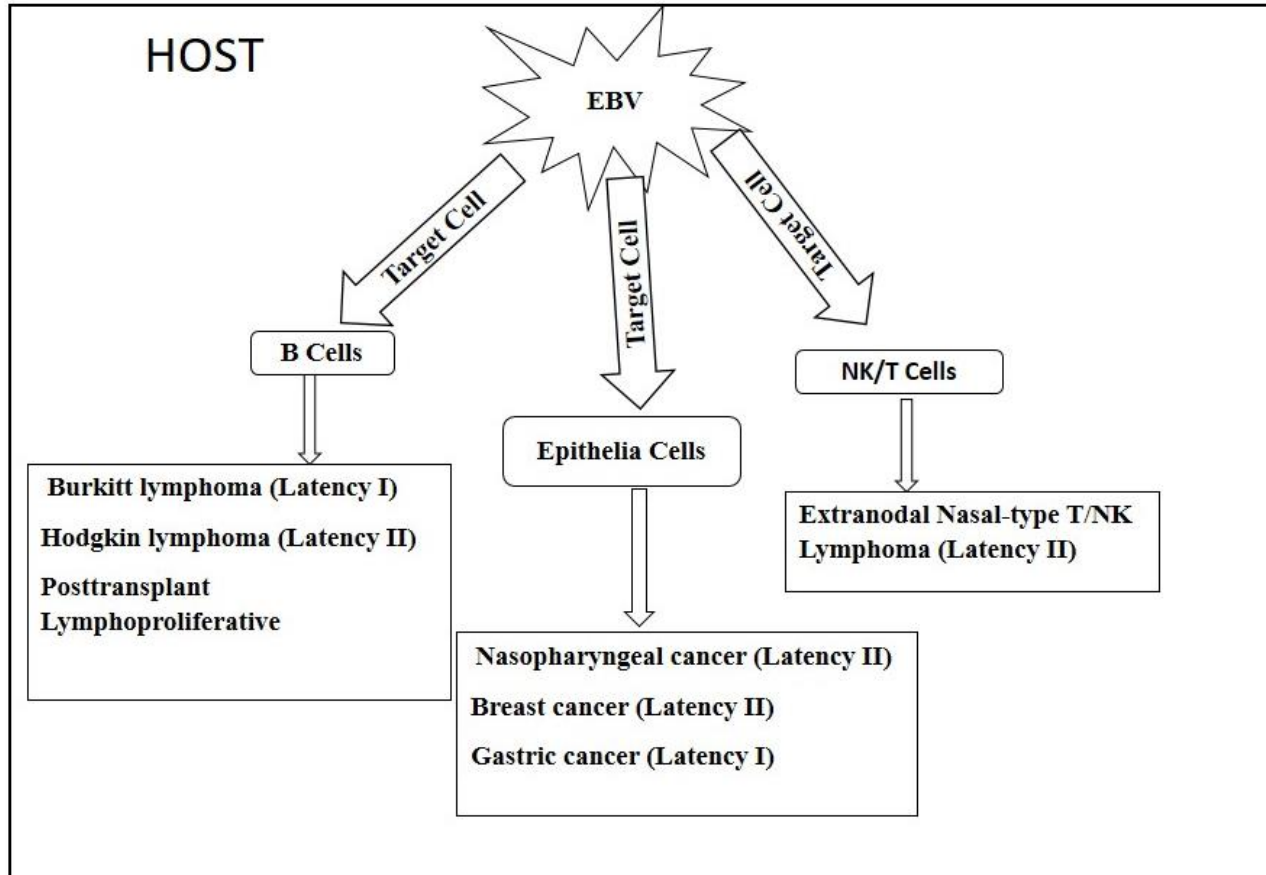 HOST
EBV
Target Cell
Target Cell
Target Cell
B Cells
Burkitt lymphoma (Latency I)
Hodgkin lymphoma (Latency II)
Posttransplant
Lymphoproliferative
Epithelia Cells
Nasopharyngeal cancer (Latency II)
Breast cancer (Latency II)
Gastric cancer (Latency I)
NK/T Cells
Extranodal Nasal-type T/NK
Lymphoma (Latency II)